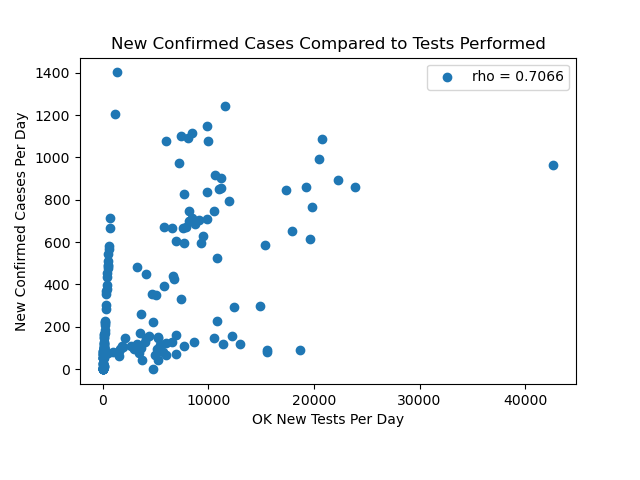 New Confirmed Cases Compared to Tests Performed
rho = 0.7066
1400
1200
1000
800
600
400
200
0
New Confirmed Caeses Per Day
0 10000 20000 30000 40000
OK New Tests Per Day